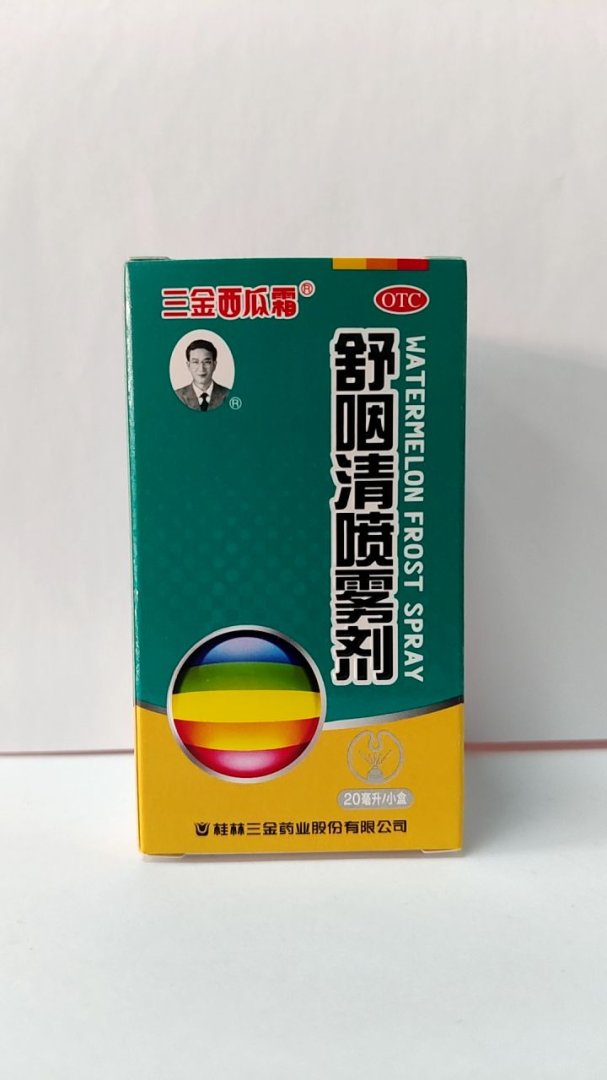 三金西瓜霜®
OTC
®
舒咽清喷雾剂
WATERMELON FROST SPRAY
20毫升/小盒
桂林三金药业股份有限公司